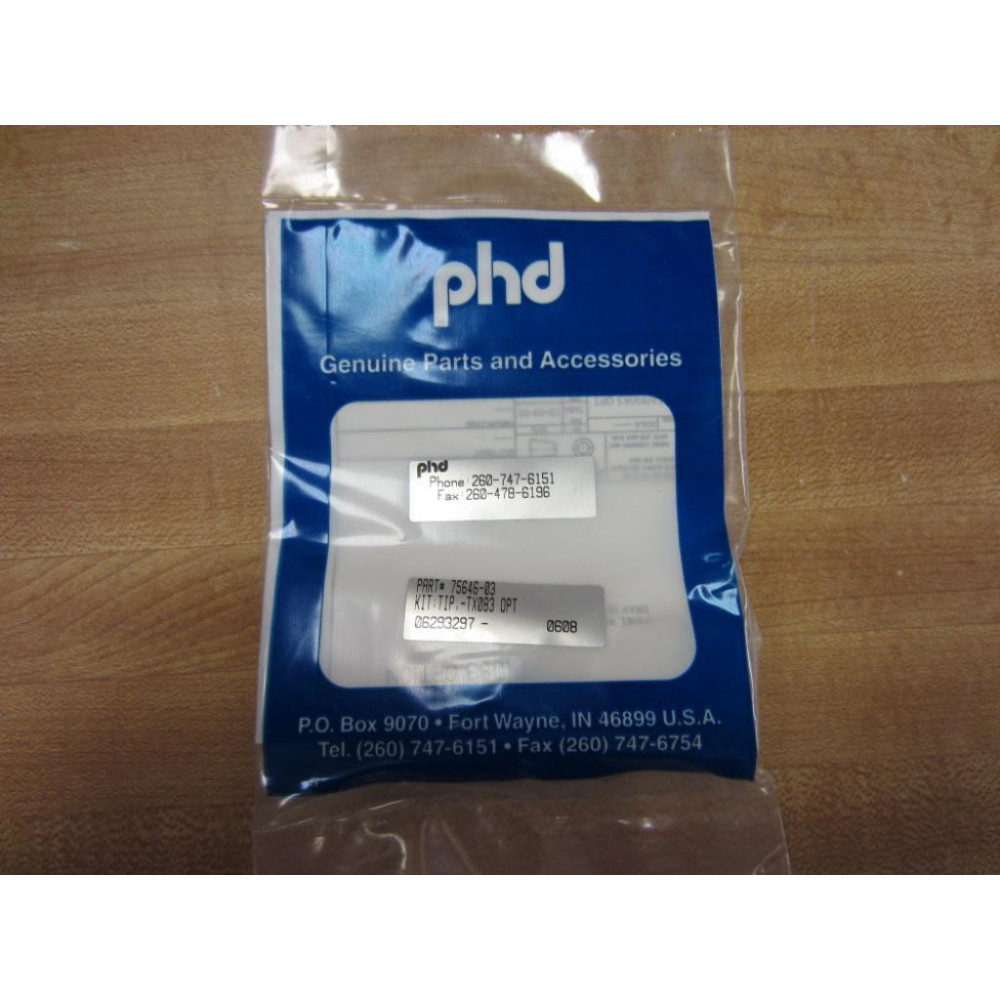 phd
Genuine Parts and Accessories
phd
Phone:260-747-6151
Fax:260-478-6196
PART# 75646-03
KIT:TIP.-TX083 OPT
06293297 - 0608
P.O. Box 9070 • Fort Wayne, IN 46899 U.S.A.
Tel. (260) 747-6151 • Fax (260) 747-6754